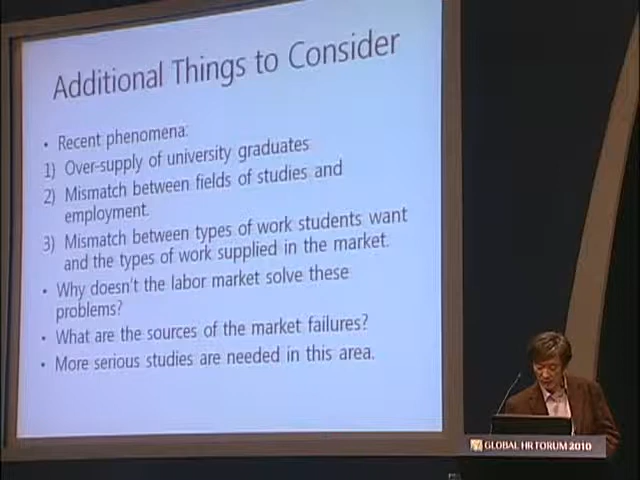 Additional Things to Consider
• Recent phenomena:
1) Over-supply of university graduates
2) Mismatch between fields of studies and
employment.
3) Mismatch between types of work students want
and the types of work supplied in the market.
• Why doesn't the labor market solve these
problems?
• What are the sources of the market failures?
• More serious studies are needed in this area.
GLOBAL HR FORUM 2010